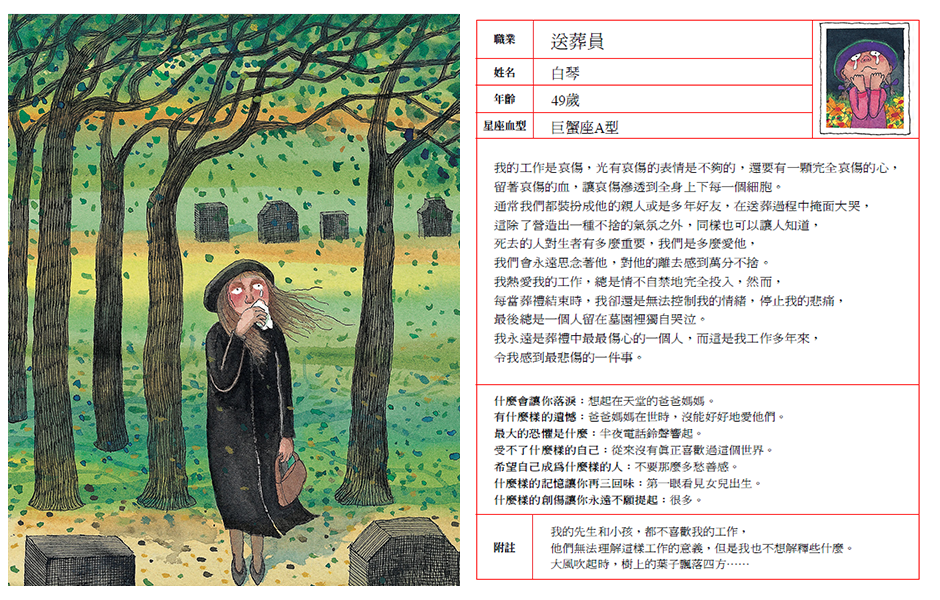 職業 送葬員
姓名 白琴
年齡 49歲
星座血型 巨蟹座A型
我的工作是哀傷，光有哀傷的表情是不夠的，還要有一顆完全哀傷的心，
留著哀傷的血，讓哀傷滲透到全身上下每一個細胞。
通常我們都裝扮成他的親人或是多年好友，在送葬過程中掩面大哭，
這除了營造出一種不捨的氣氛之外，同樣也可以讓人知道，
死去的人對生者有多麼重要，我們是多麼愛他，
我們會永遠思念著他，對他的離去感到萬分不捨。
我熱愛我的工作，總是情不自禁地完全投入，然而，
每當葬禮結束時，我卻還是無法控制我的情緒，停止我的悲痛，
最後總是一個人留在墓園裡獨自哭泣。
我永遠是葬禮中最最傷心的一個人，而這是我工作多年來，
令我感到最悲傷的一件事。
什麼會讓你落淚：想起在天堂的爸爸媽媽。
有什麼樣的遺憾：爸爸媽媽在世時，沒能好好地愛他們。
最大的恐懼是什麼：半夜電話鈴聲響起。
受不了什麼樣的自己：從來沒有真正喜歡過這個世界。
希望自己成為什麼樣的人：不要那麼多愁善感。
什麼樣的記憶讓你再三回味：第一眼看見女兒出生。
什麼樣的創傷讓你永遠不願提起：很多。
附註
我的先生和小孩，都不喜歡我的工作，
他們無法理解這樣工作的意義，但是我也不想解釋些什麼。
大風吹起時，樹上的葉子飄落四方⋯⋯